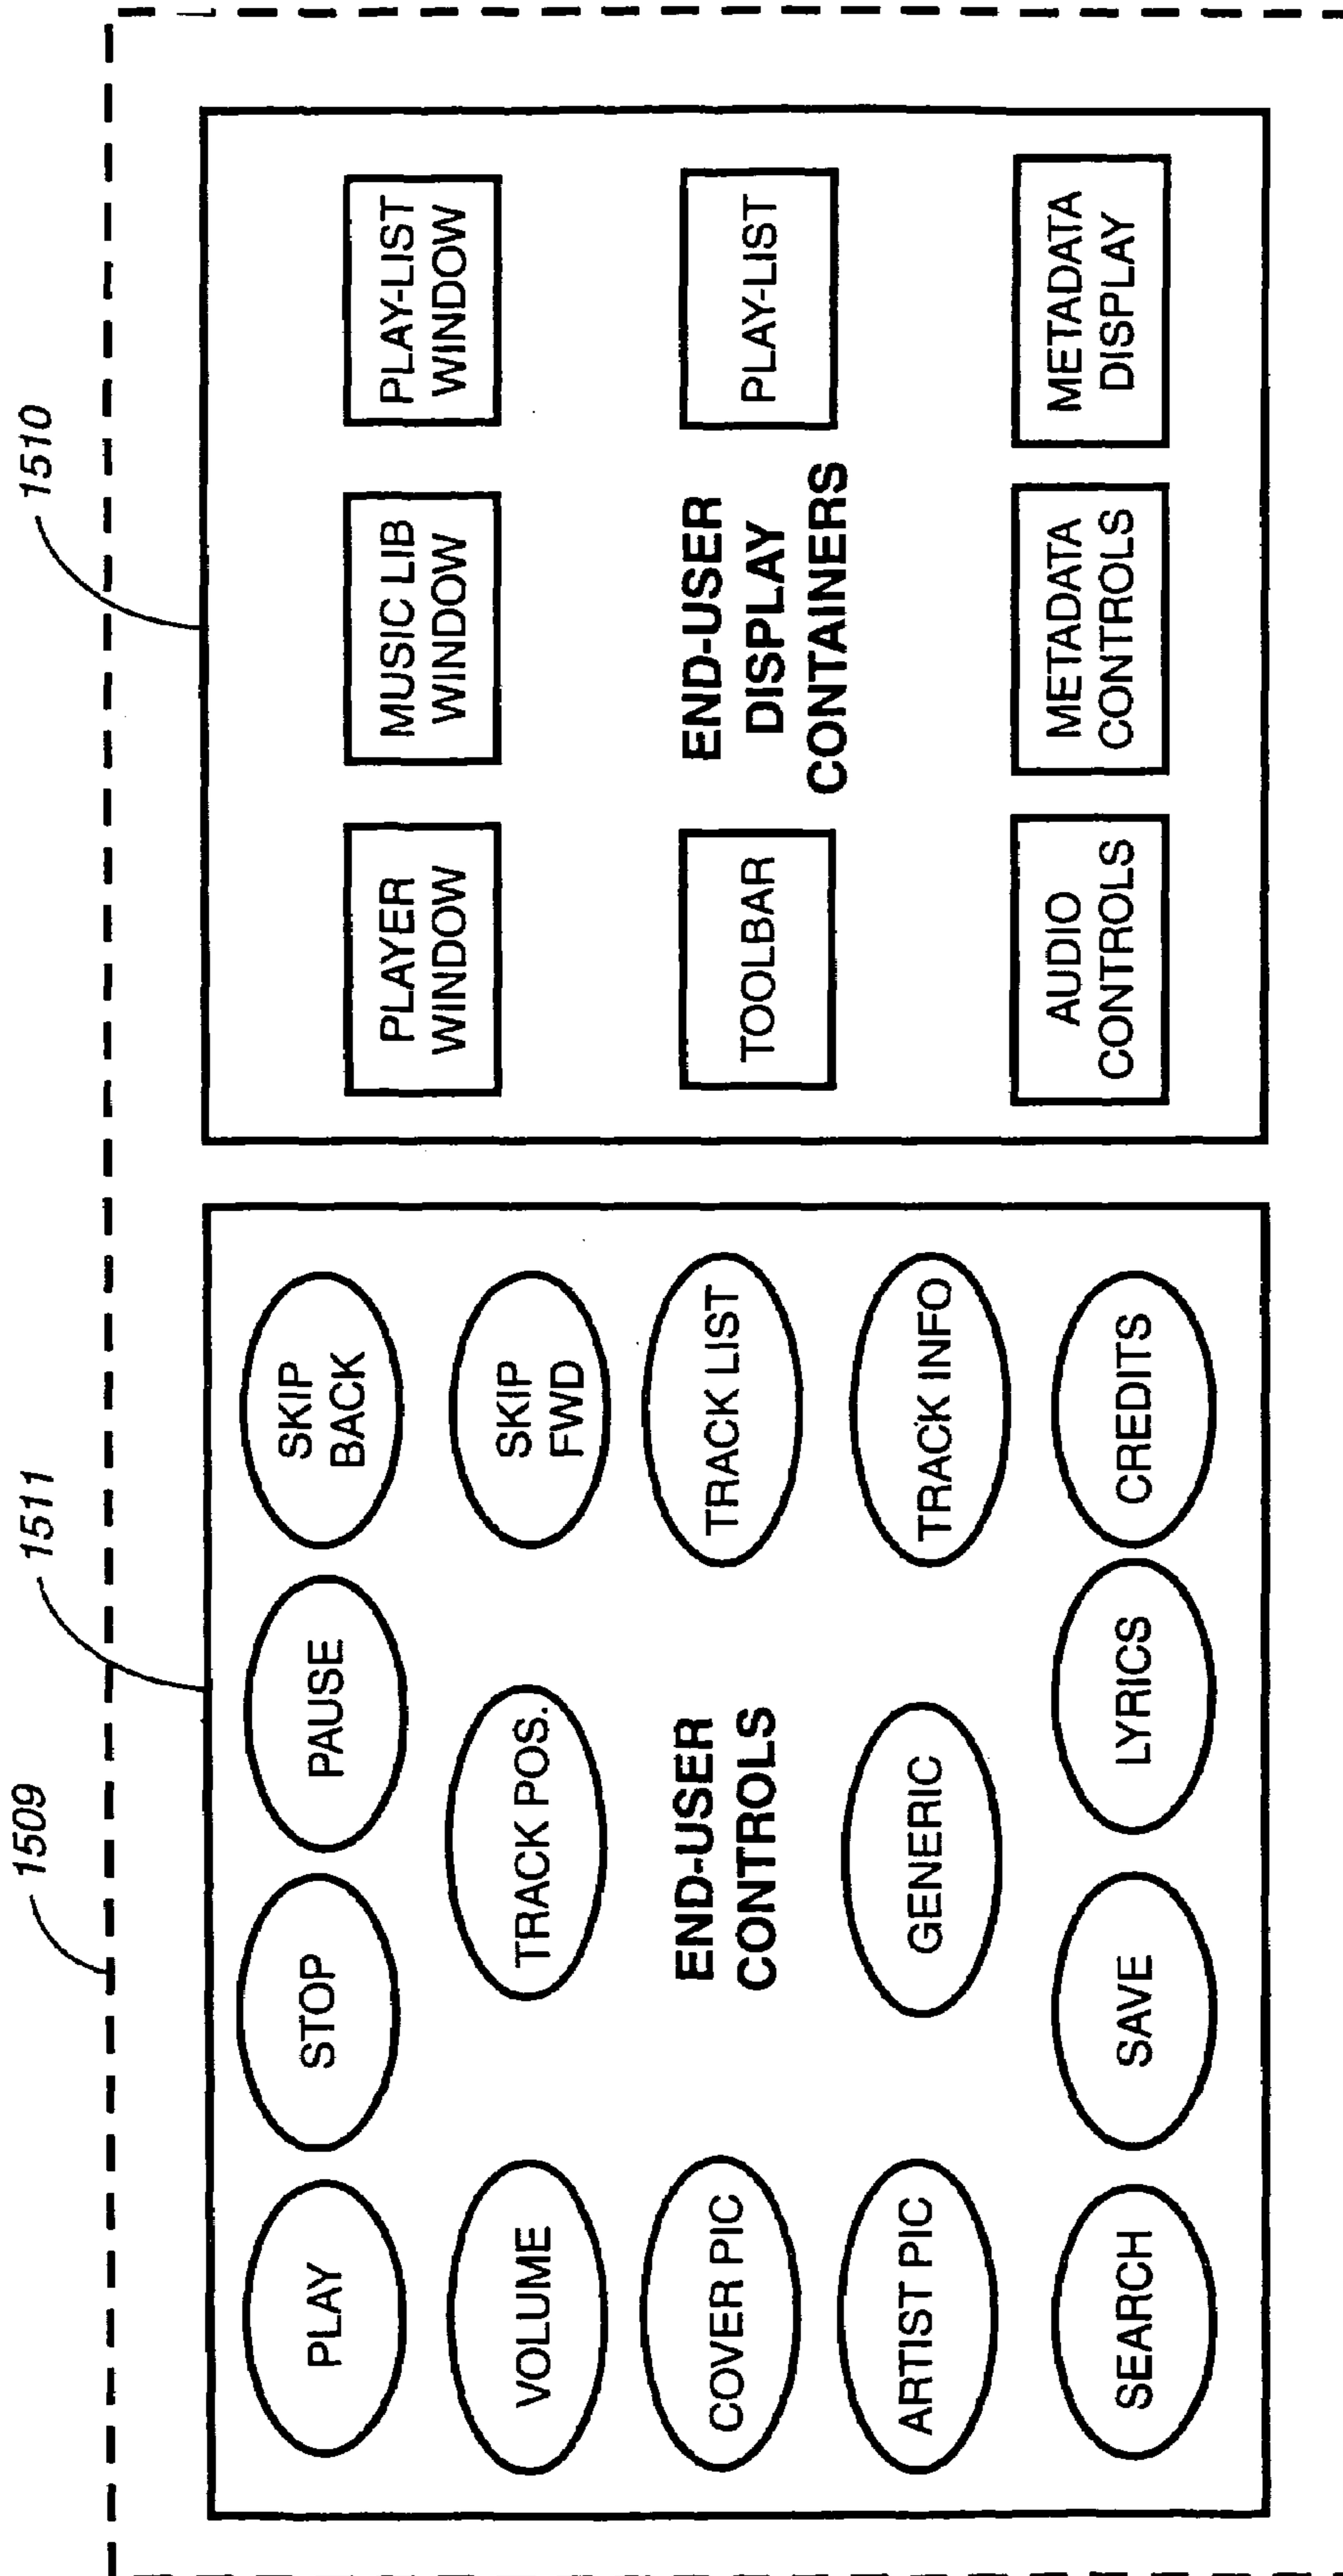 1509
1511
1510
PLAY
STOP
PAUSE
SKIP
BACK
VOLUME
TRACK POS.
SKIP
FWD
COVER PIC
END-USER
CONTROLS
TRACK LIST
ARTIST PIC
GENERIC
TRACK INFO
SEARCH
SAVE
LYRICS
CREDITS
PLAYER
WINDOW
MUSIC LIB
WINDOW
PLAY-LIST
WINDOW
TOOLBAR
END-USER
DISPLAY
CONTAINERS
PLAY-LIST
AUDIO
CONTROLS
METADATA
CONTROLS
METADATA
DISPLAY